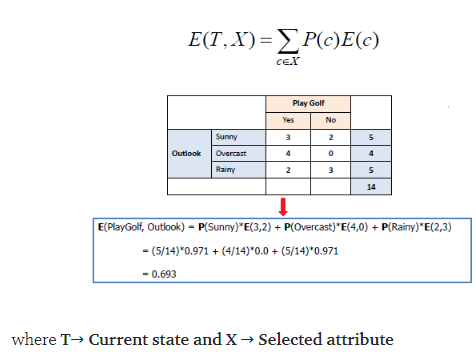 E(T, X) = ∑ P(c)E(c)
c∈X
Play Golf
Yes No
Sunny 3 2 5
Outlook Overcast 4 0 4
Rainy 2 3 5
14
E(PlayGolf, Outlook) = P(Sunny)*E(3,2) + P(Overcast)*E(4,0) + P(Rainy)*E(2,3)
= (5/14)*0.971 + (4/14)*0.0 + (5/14)*0.971
= 0.693
where T→ Current state and X → Selected attribute